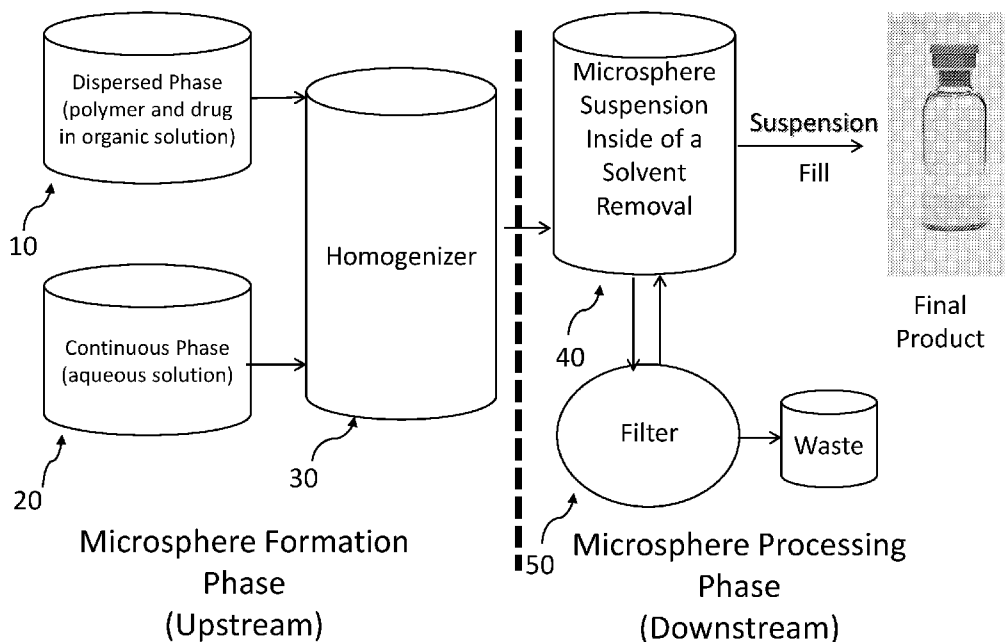 Dispersed Phase
(polymer and drug
in organic solution)
10
Continuous Phase
(aqueous solution)
20
Homogenizer
30
Microsphere Formation
Phase
(Upstream)
Microsphere
Suspension
Inside of a
Solvent
Removal
40
Suspension
Fill
Final
Product
Filter
50
Waste
Microsphere Processing
Phase
(Downstream)